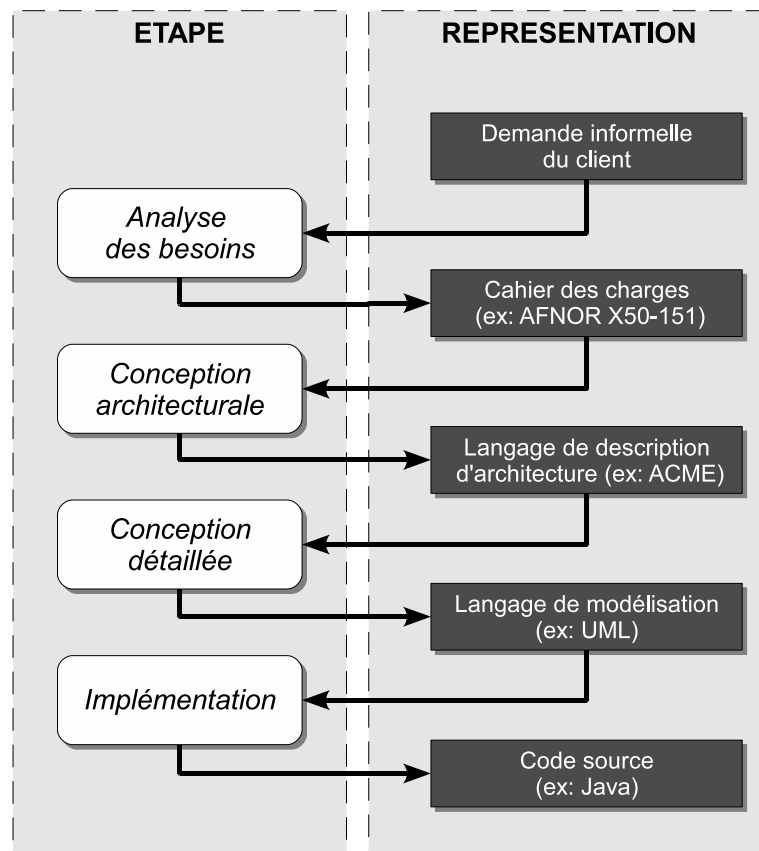 ETAPE
REPRESENTATION
Demande informelle
du client
Analyse
des besoins
Cahier des charges
(ex: AFNOR X50-151)
Conception
architecturale
Langage de description
d'architecture (ex: ACME)
Conception
détaillée
Langage de modélisation
(ex: UML)
Implémentation
Code source
(ex: Java)